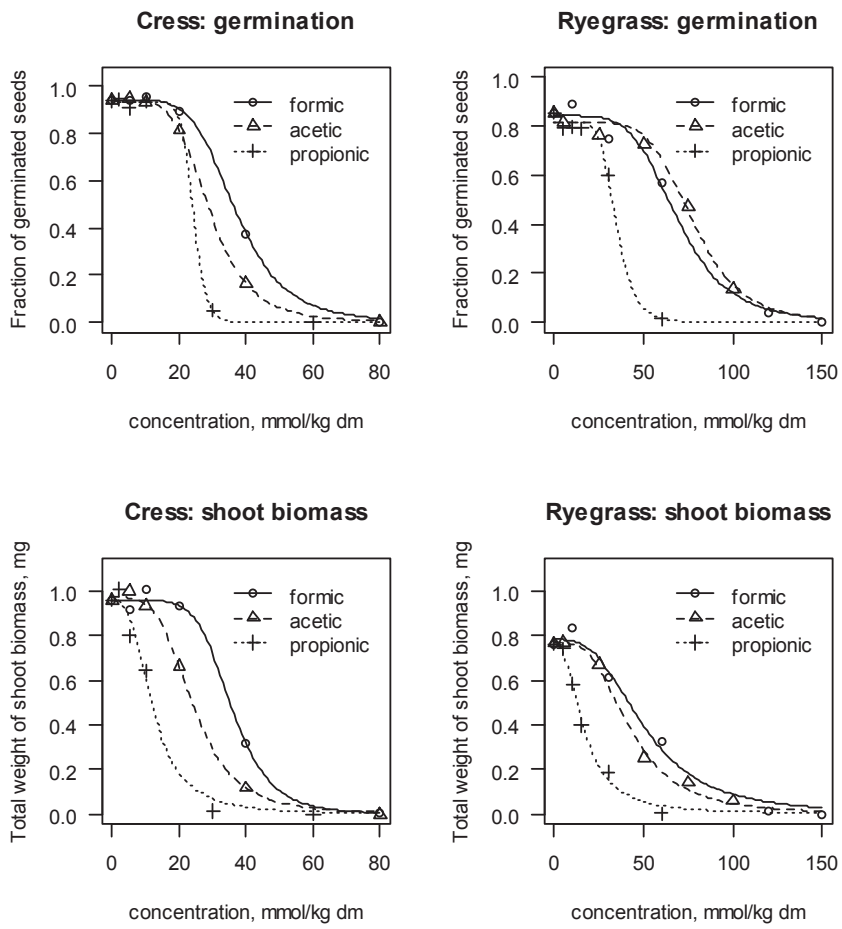 Cress: germination
Fraction of germinated seeds
1.0
0.8
0.6
0.4
0.2
0.0
formic
acetic
propionic
0 20 40 60 80
concentration, mmol/kg dm
Ryegrass: germination
Fraction of germinated seeds
1.0
0.8
0.6
0.4
0.2
0.0
formic
acetic
propionic
0 50 100 150
concentration, mmol/kg dm
Cress: shoot biomass
Total weight of shoot biomass, mg
1.0
0.8
0.6
0.4
0.2
0.0
formic
acetic
propionic
0 20 40 60 80
concentration, mmol/kg dm
Ryegrass: shoot biomass
Total weight of shoot biomass, mg
1.0
0.8
0.6
0.4
0.2
0.0
formic
acetic
propionic
0 50 100 150
concentration, mmol/kg dm